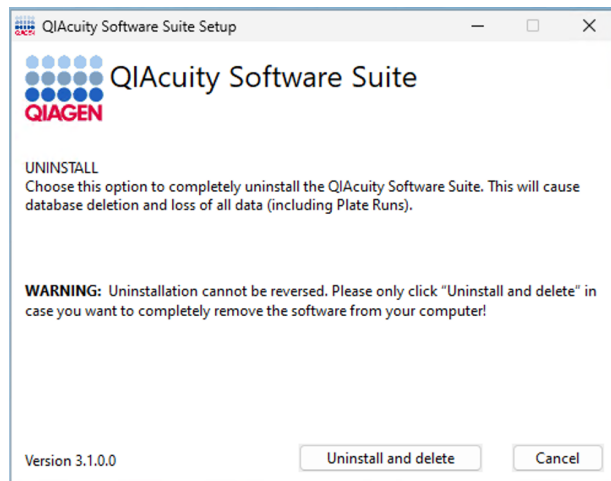 QIAcuity Software Suite Setup
QIAcuity Software Suite
QIAGEN
UNINSTALL
Choose this option to completely uninstall the QIAcuity Software Suite. This will cause
database deletion and loss of all data (including Plate Runs).
WARNING: Uninstallation cannot be reversed. Please only click "Uninstall and delete" in
case you want to completely remove the software from your computer!
Version 3.1.0.0
Uninstall and delete
Cancel